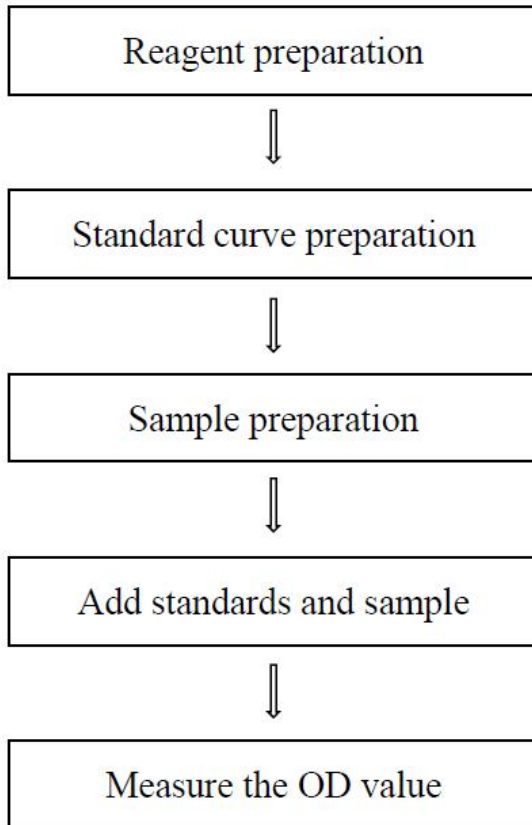 Reagent preparation
Standard curve preparation
Sample preparation
Add standards and sample
Measure the OD value